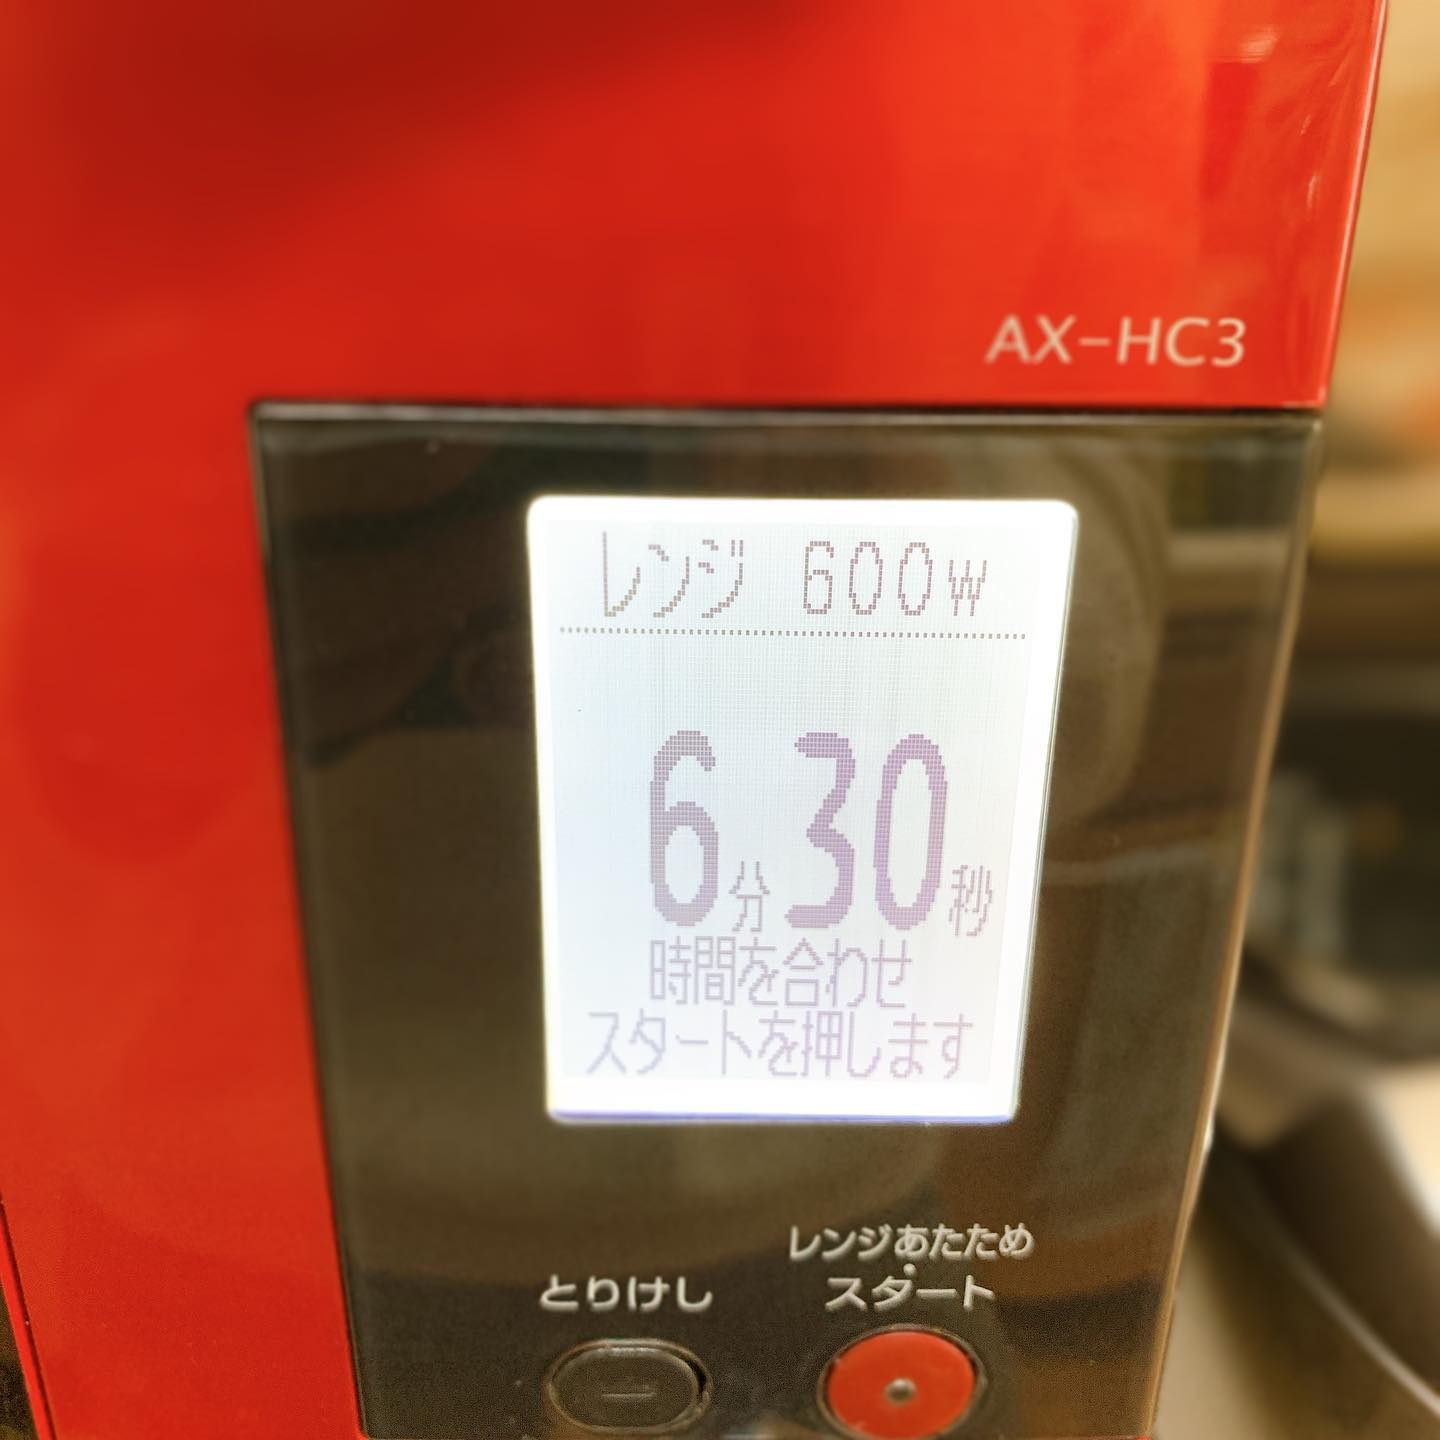 AX-HC3
レンジ 600W
6分30秒
時間を合わせ
スタートを押します
レンジあたため
・
とりけし スタート